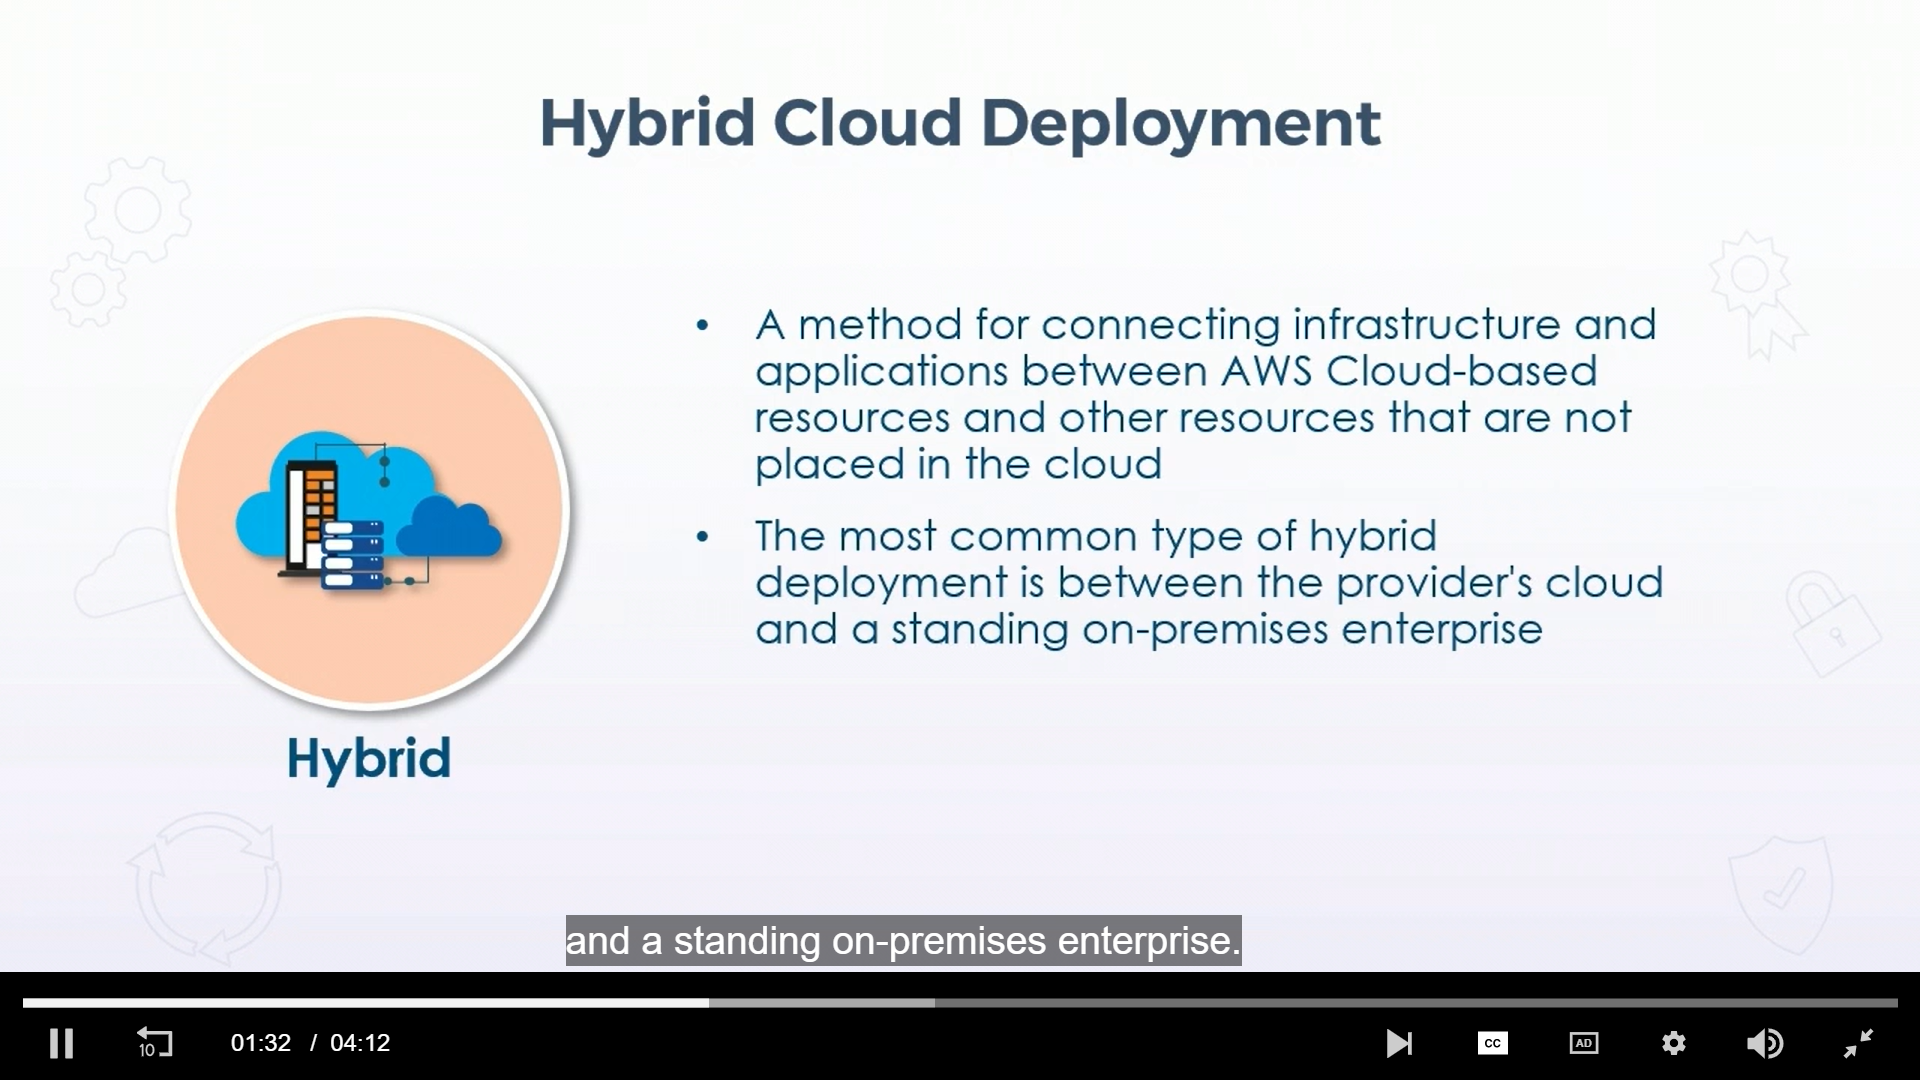 Hybrid Cloud Deployment
• A method for connecting infrastructure and
applications between AWS Cloud-based
resources and other resources that are not
placed in the cloud
• The most common type of hybrid
deployment is between the provider's cloud
and a standing on-premises enterprise
Hybrid
and a standing on-premises enterprise.
10
01:32 / 04:12
CC
AD